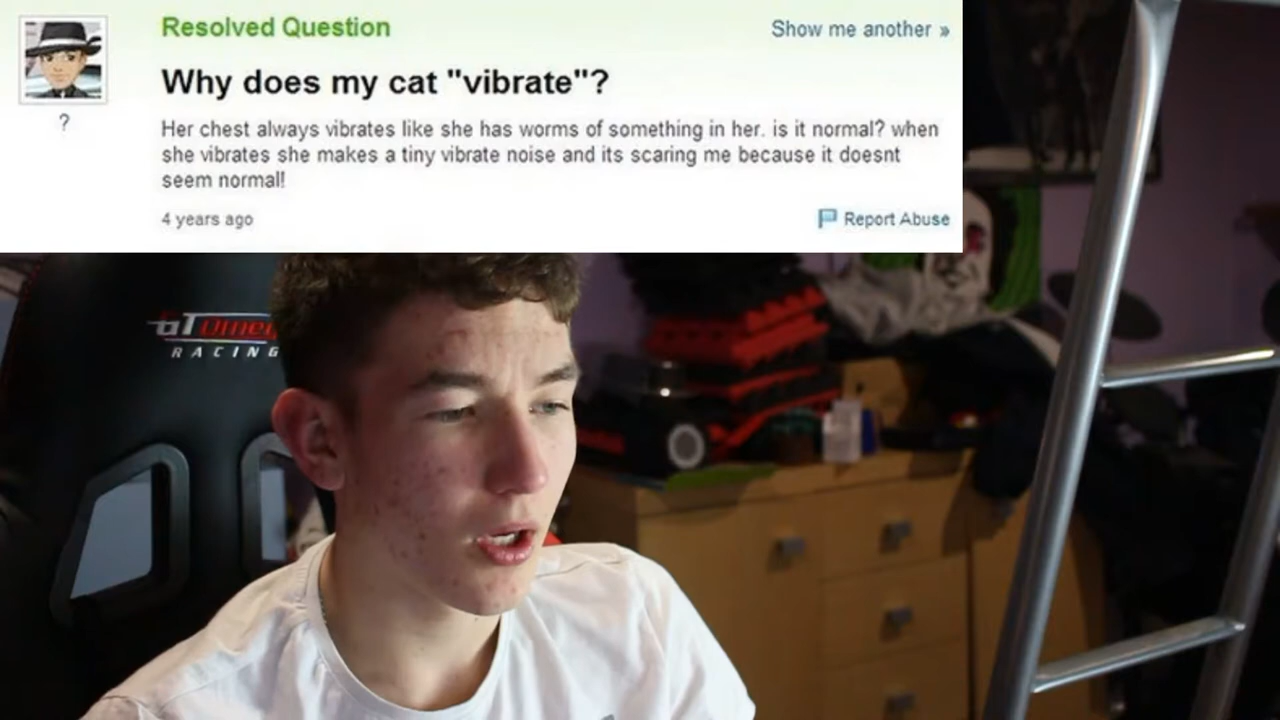 Resolved Question
Show me another »
Why does my cat "vibrate"?
?
Her chest always vibrates like she has worms of something in her. is it normal? when
she vibrates she makes a tiny vibrate noise and its scaring me because it doesnt
seem normal!
4 years ago
Report Abuse
GT Omega
RACING